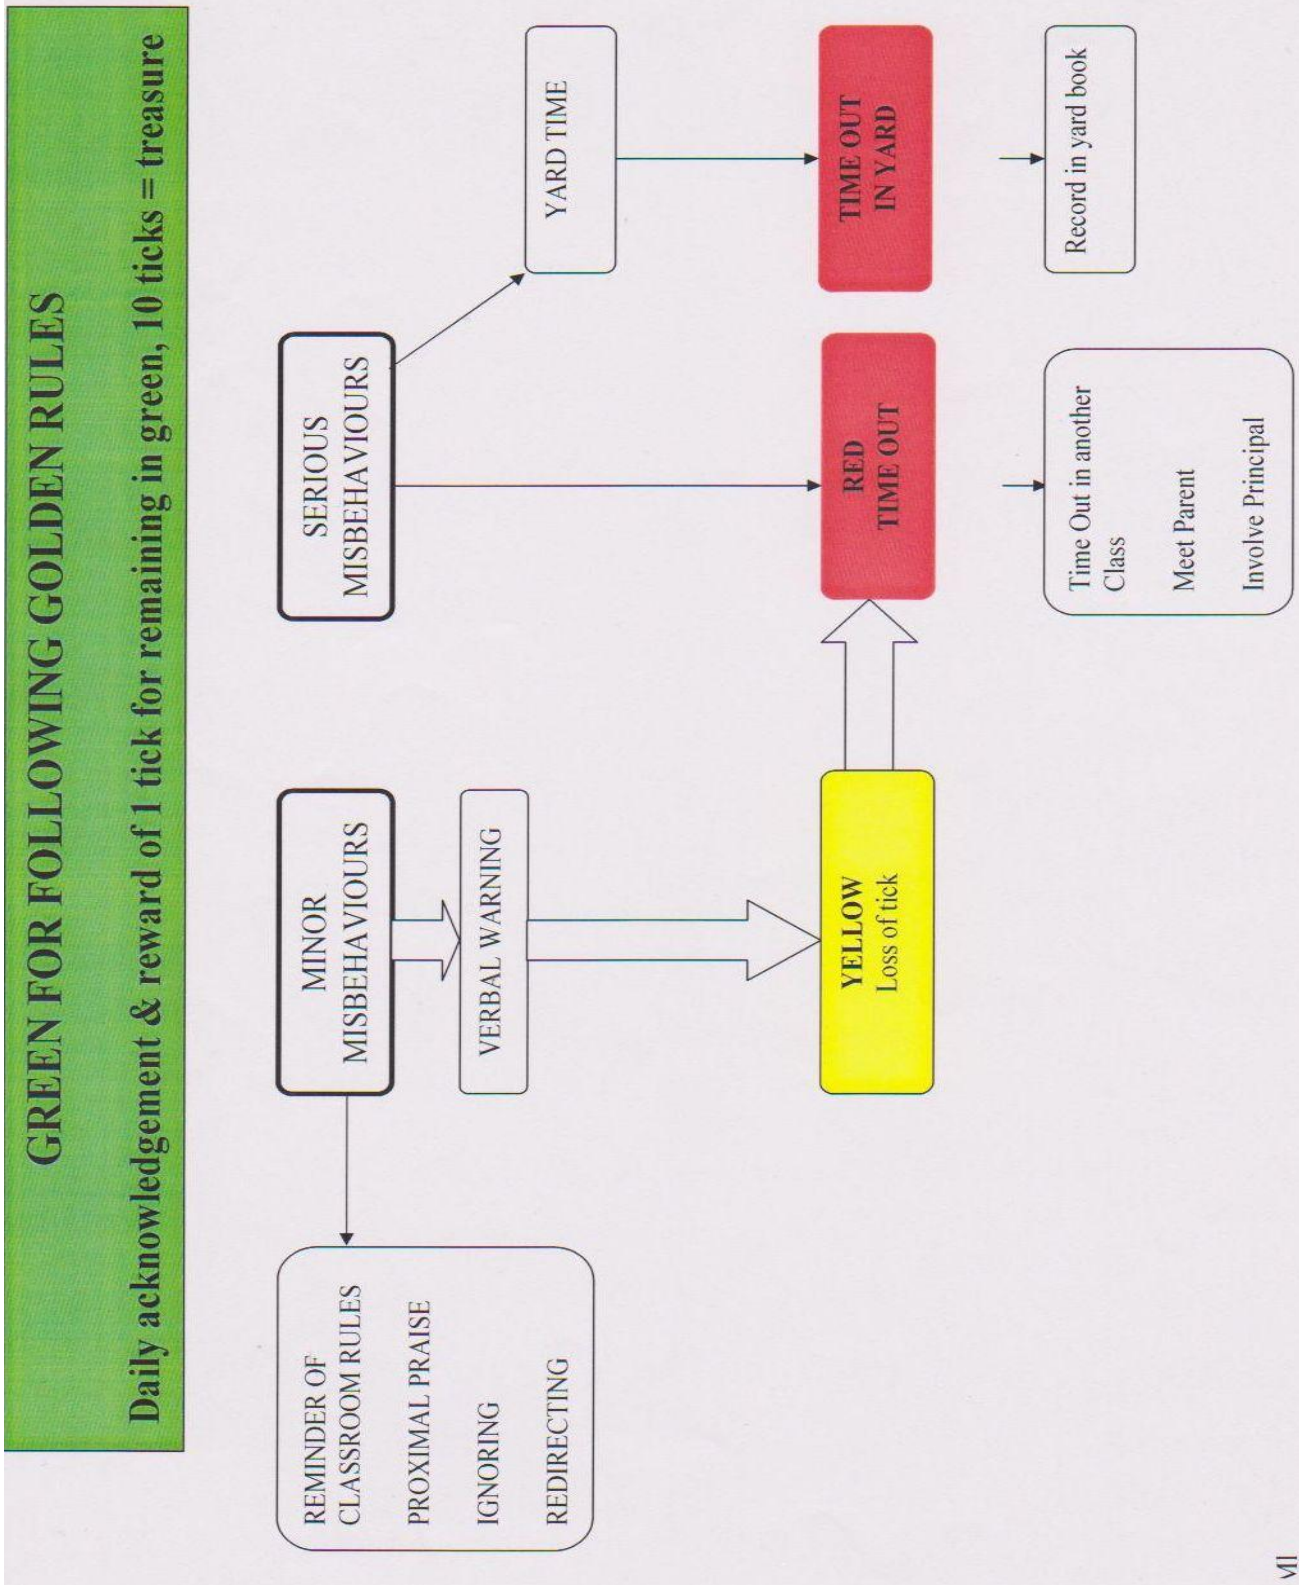 GREEN FOR FOLLOWING GOLDEN RULES
Daily acknowledgement & reward of 1 tick for remaining in green, 10 ticks = treasure
REMINDER OF
CLASSROOM RULES
PROXIMAL PRAISE
IGNORING
REDIRECTING
MINOR
MISBEHAVIOURS
VERBAL WARNING
YELLOW
Loss of tick
SERIOUS
MISBEHAVIOURS
YARD TIME
RED
TIME OUT
TIME OUT
IN YARD
Time Out in another
Class
Meet Parent
Involve Principal
Record in yard book